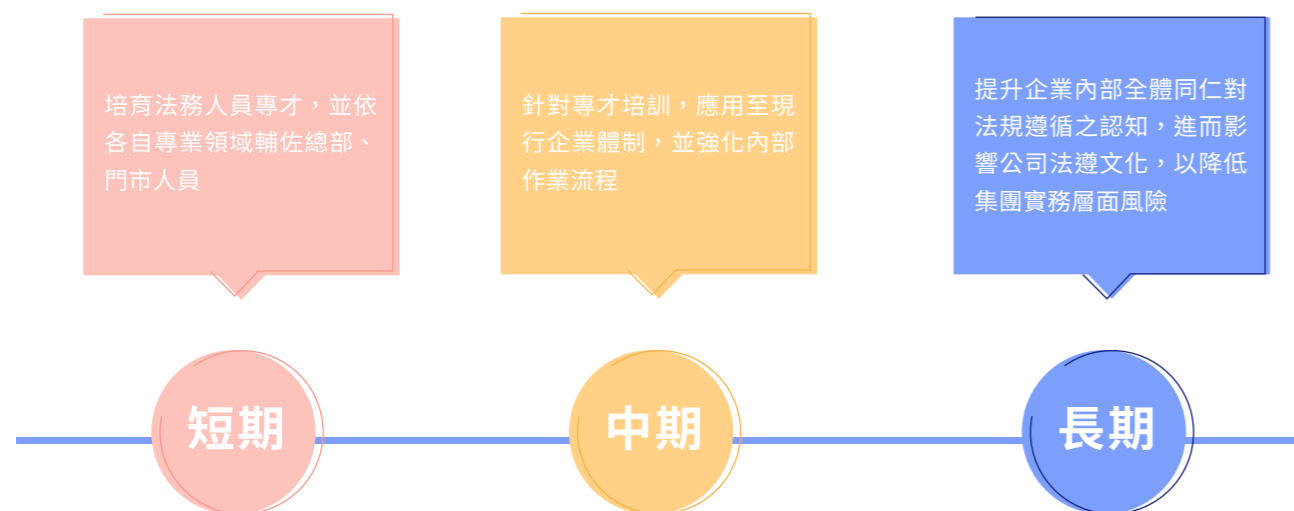 培育法務人員專才，並依
各自專業領域輔佐總部、
門市人員
針對專才培訓，應用至現
行企業體制，並強化內部
作業流程
提升企業內部全體同仁對
法規遵循之認知，進而影
響公司法遵文化，以降低
集團實務層面風險
短期
中期
長期